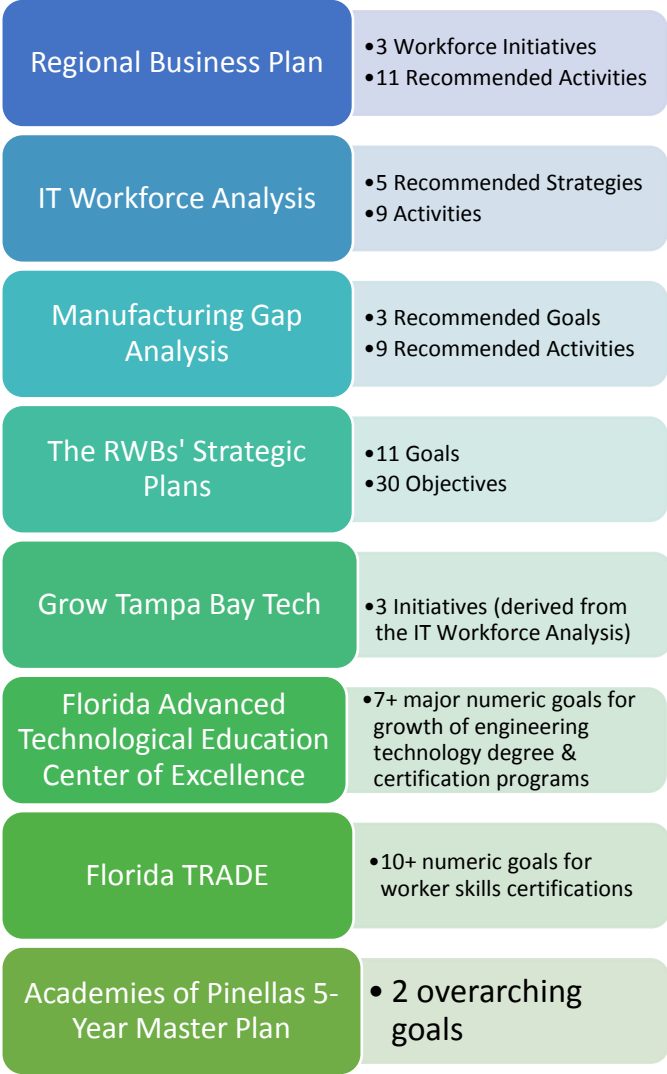 Regional Business Plan
•3 Workforce Initiatives
•11 Recommended Activities
IT Workforce Analysis
•5 Recommended Strategies
•9 Activities
Manufacturing Gap
Analysis
•3 Recommended Goals
•9 Recommended Activities
The RWBs' Strategic
Plans
•11 Goals
•30 Objectives
Grow Tampa Bay Tech
•3 Initiatives (derived from
the IT Workforce Analysis)
Florida Advanced
Technological Education
Center of Excellence
•7+ major numeric goals for
growth of engineering
technology degree &
certification programs
Florida TRADE
•10+ numeric goals for
worker skills certifications
Academies of Pinellas 5-
Year Master Plan
• 2 overarching
goals